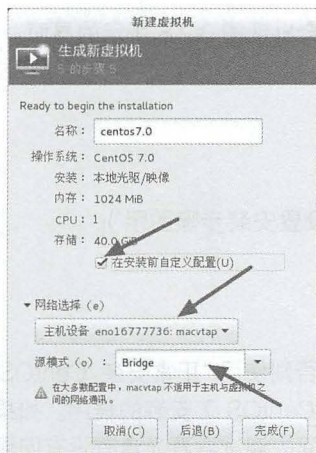 新建虚拟机
生成新虚拟机
5 的步骤 5
Ready to begin the installation
名称： centos7.0
操作系统： CentOS 7.0
安装： 本地光驱/映像
内存： 1024 MiB
CPU： 1
存储： 40.0 GiB
在安装前自定义配置(U)
网络选择（e）
主机设备 eno16777736: macvtap
源模式（o）： Bridge
在大多数配置中，macvtap 不适用于主机与虚拟机之
间的网络通讯。
取消(C) 后退(B) 完成(F)